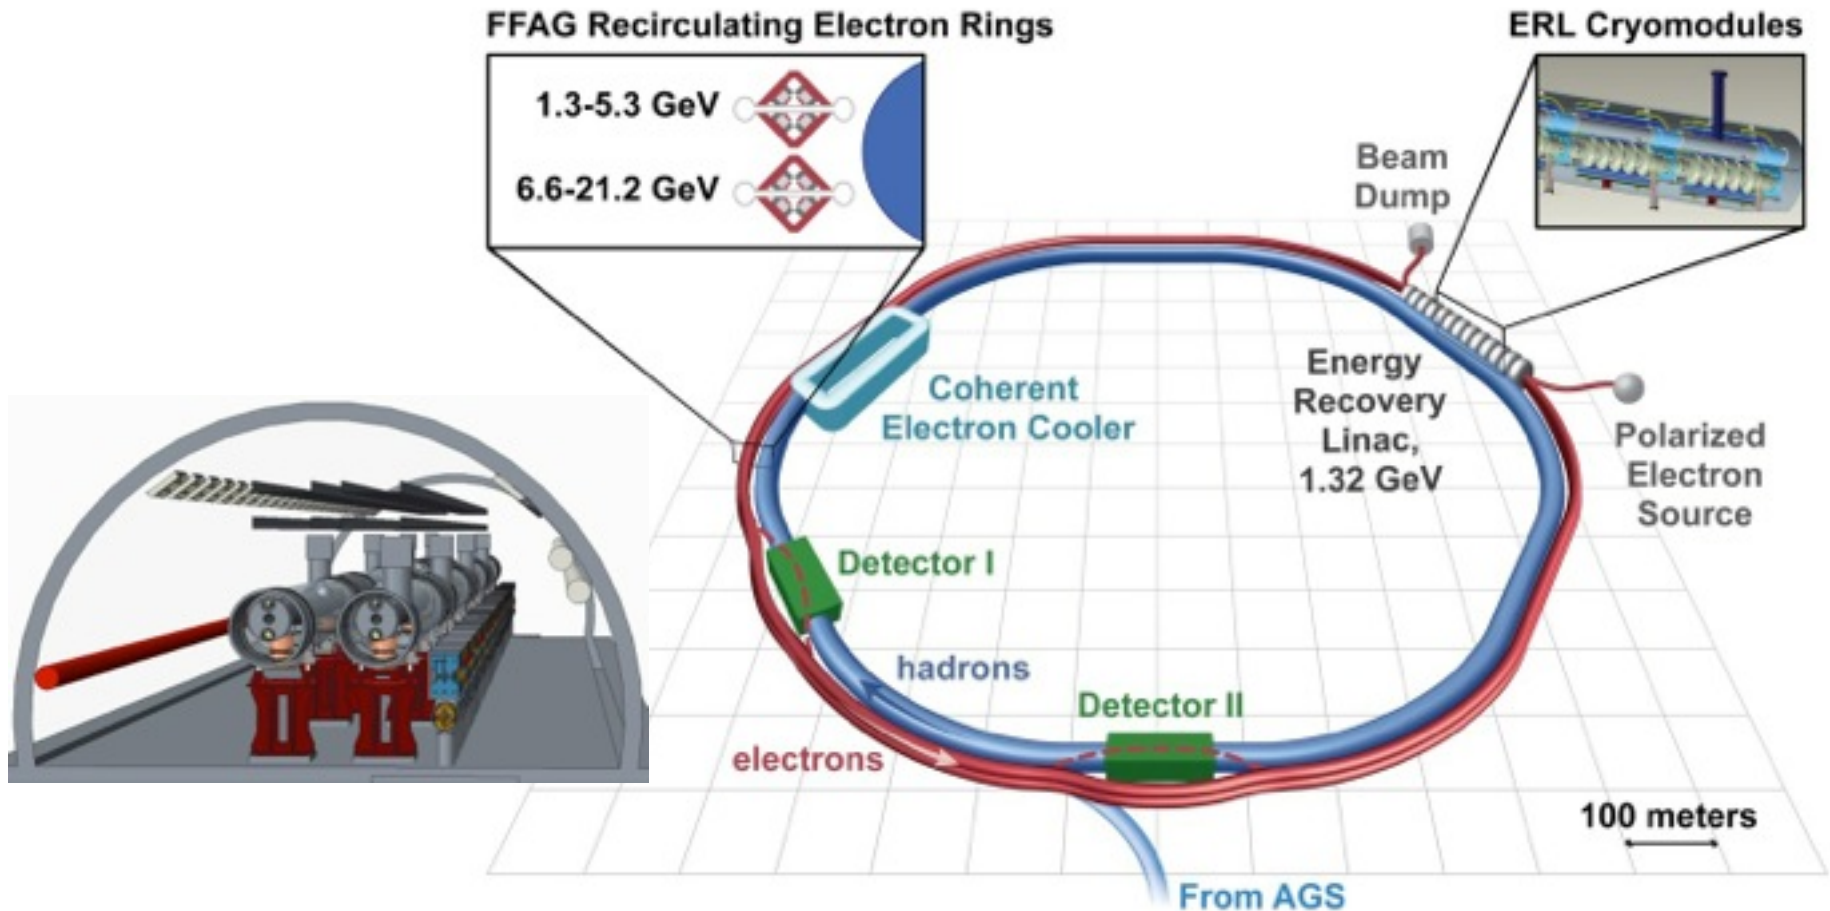 FFAG Recirculating Electron Rings
1.3-5.3 GeV
6.6-21.2 GeV
ERL Cryomodules
Beam
Dump
Energy
Recovery
Linac,
1.32 GeV
Polarized
Electron
Source
Coherent
Electron Cooler
Detector I
hadrons
Detector II
electrons
100 meters
From AGS